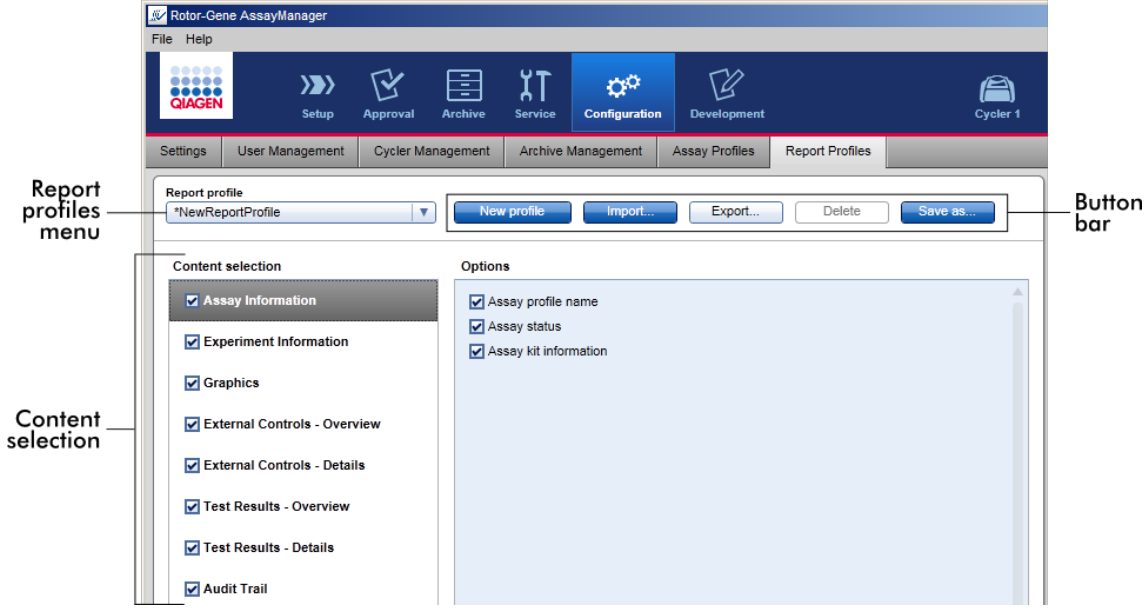 Rotor-Gene AssayManager
File Help
QIAGEN
Setup Approval Archive Service Configuration Development Cycler 1
Settings User Management Cycler Management Archive Management Assay Profiles Report Profiles
Report profiles menu
Report profile
*NewReportProfile
New profile Import... Export... Delete Save as...
Button bar
Content selection
Content selection Options
Assay Information
Assay profile name
Assay status
Assay kit information
Experiment Information
Graphics
External Controls - Overview
External Controls - Details
Test Results - Overview
Test Results - Details
Audit Trail